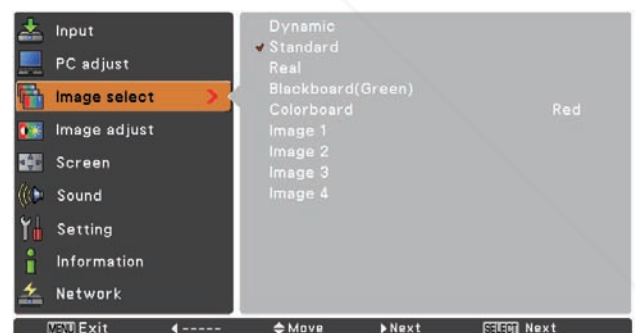 Input
PC adjust
Image select
Image adjust
Screen
Sound
Setting
Information
Network
Dynamic
Standard
Real
Blackboard(Green)
Colorboard Red
Image 1
Image 2
Image 3
Image 4
MENU Exit ----- Move Next SELECT Next